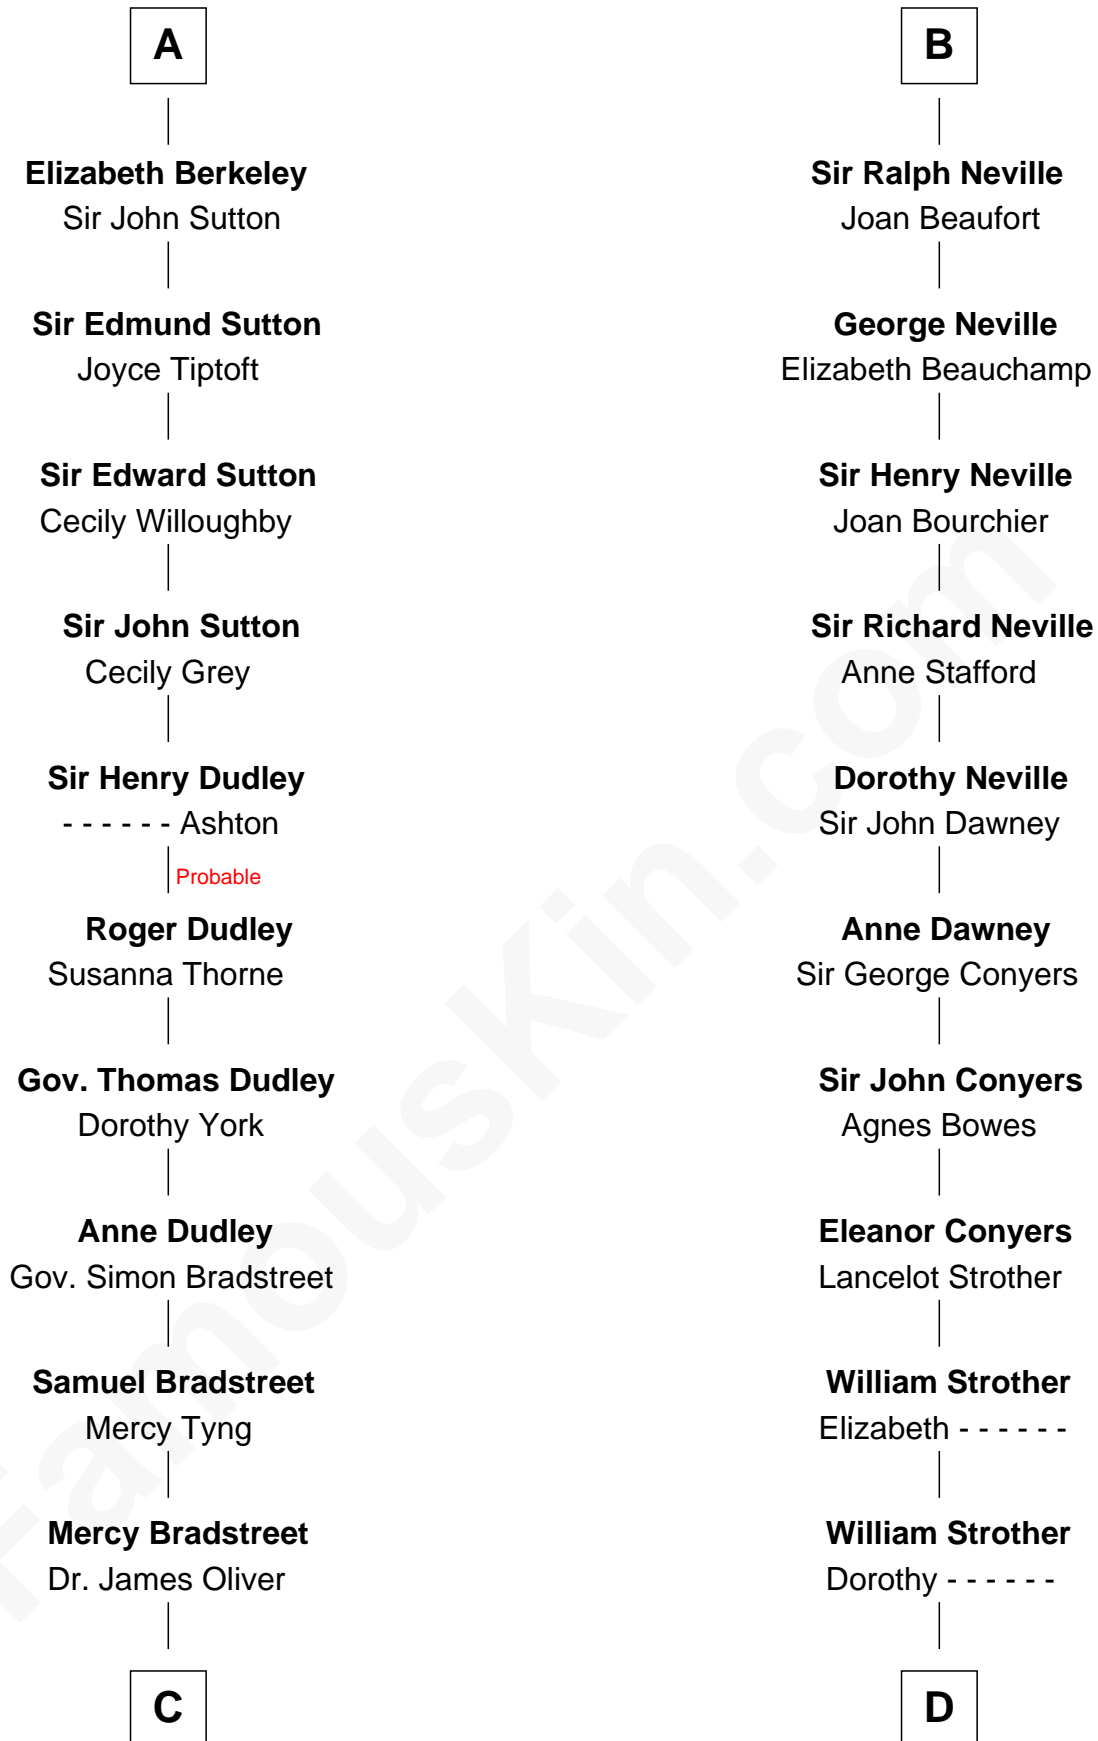 A
Elizabeth Berkeley
Sir John Sutton
Sir Edmund Sutton
Joyce Tiptoft
Sir Edward Sutton
Cecily Willoughby
Sir John Sutton
Cecily Grey
Sir Henry Dudley
- - - - - - Ashton
Probable
Roger Dudley
Susanna Thorne
Gov. Thomas Dudley
Dorothy York
Anne Dudley
Gov. Simon Bradstreet
Samuel Bradstreet
Mercy Tyng
Mercy Bradstreet
Dr. James Oliver
C
B
Sir Ralph Neville
Joan Beaufort
George Neville
Elizabeth Beauchamp
Sir Henry Neville
Joan Bourchier
Sir Richard Neville
Anne Stafford
Dorothy Neville
Sir John Dawney
Anne Dawney
Sir George Conyers
Sir John Conyers
Agnes Bowes
Eleanor Conyers
Lancelot Strother
William Strother
Elizabeth - - - - - -
William Strother
Dorothy - - - - - -
D
FamousKin.com